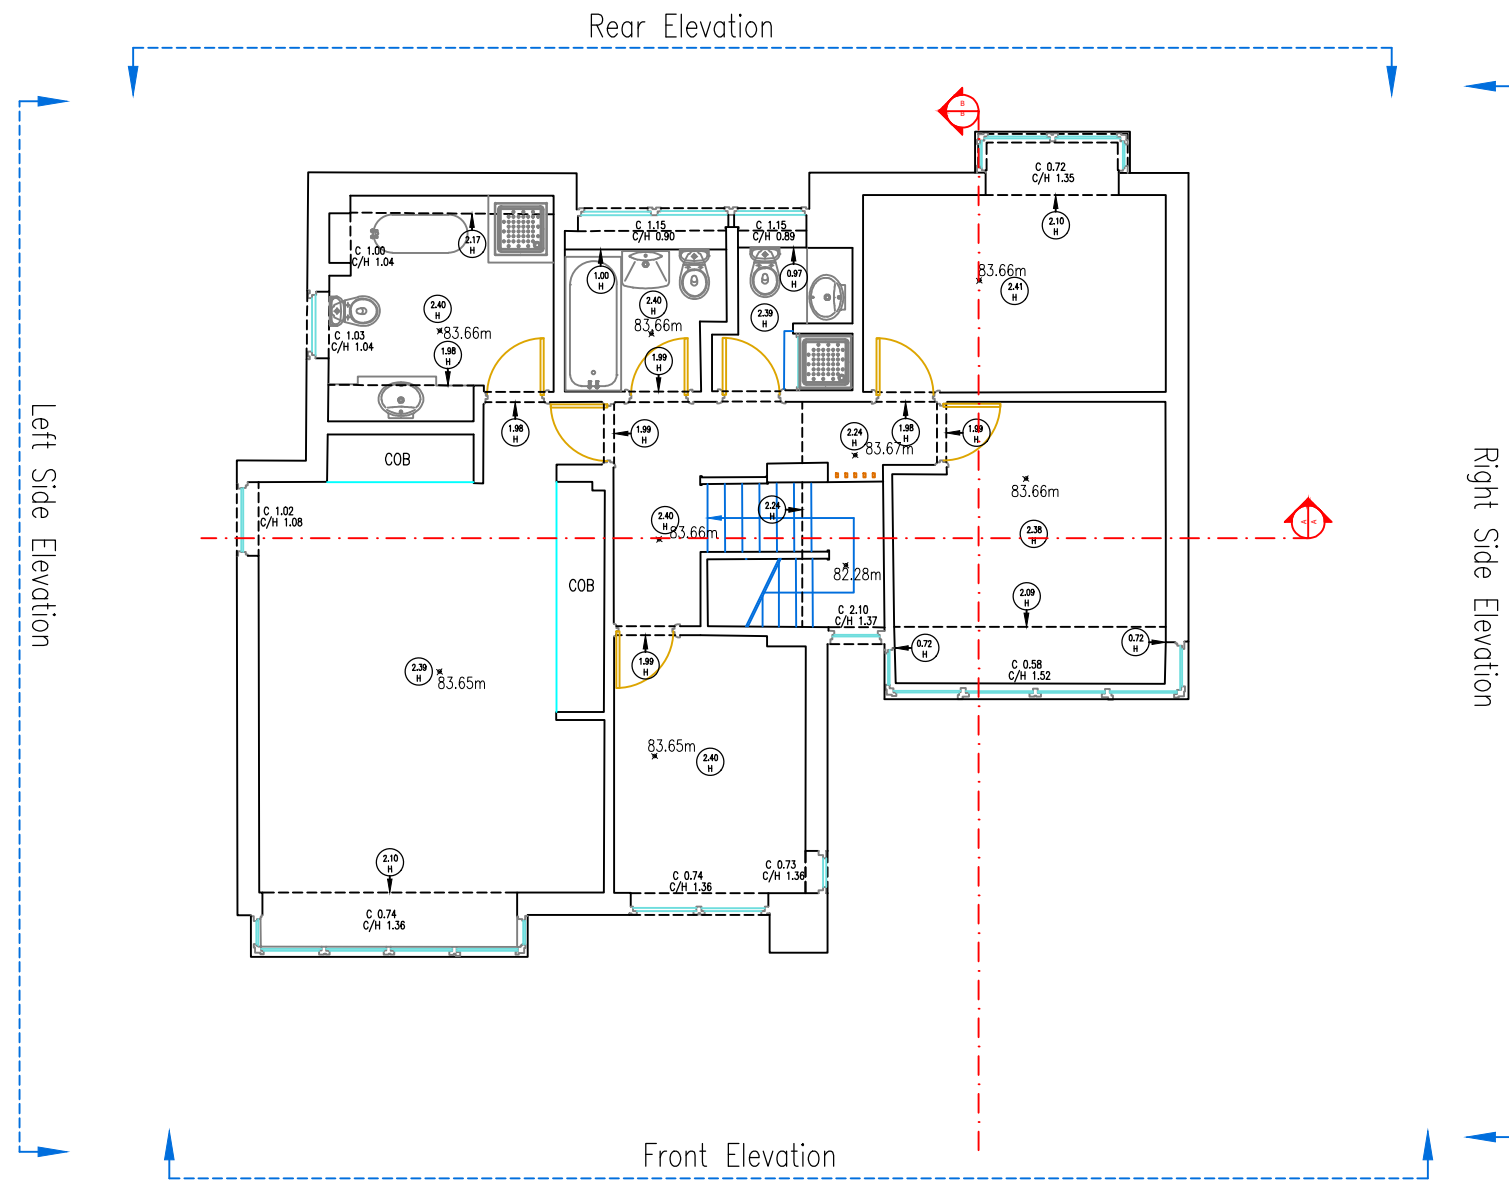 Rear Elevation
B
B
C 0.72
C/H 1.35
2.10
H
C 1.15
C/H 0.90
C 1.15
C/H 0.89
2.17
H
C 1.00
C/H 1.04
1.00
H
0.97
H
83.66m
2.41
H
2.40
H
83.66m
2.40
H
83.66m
2.39
H
C 1.03
C/H 1.04
1.98
H
1.99
H
1.98
H
1.99
H
2.24
H
83.67m
1.98
H
1.99
H
COB
83.66m
C 1.02
C/H 1.08
2.40
H
83.66m
2.24
H
2.38
H
A
A
COB
82.28m
2.09
H
C 2.10
C/H 1.37
0.72
H
0.72
H
C 0.58
C/H 1.52
1.99
H
2.39
H
83.65m
83.65m
2.40
H
2.10
H
C 0.74
C/H 1.36
C 0.73
C/H 1.36
C 0.74
C/H 1.36
Left Side Elevation
Right Side Elevation
Front Elevation